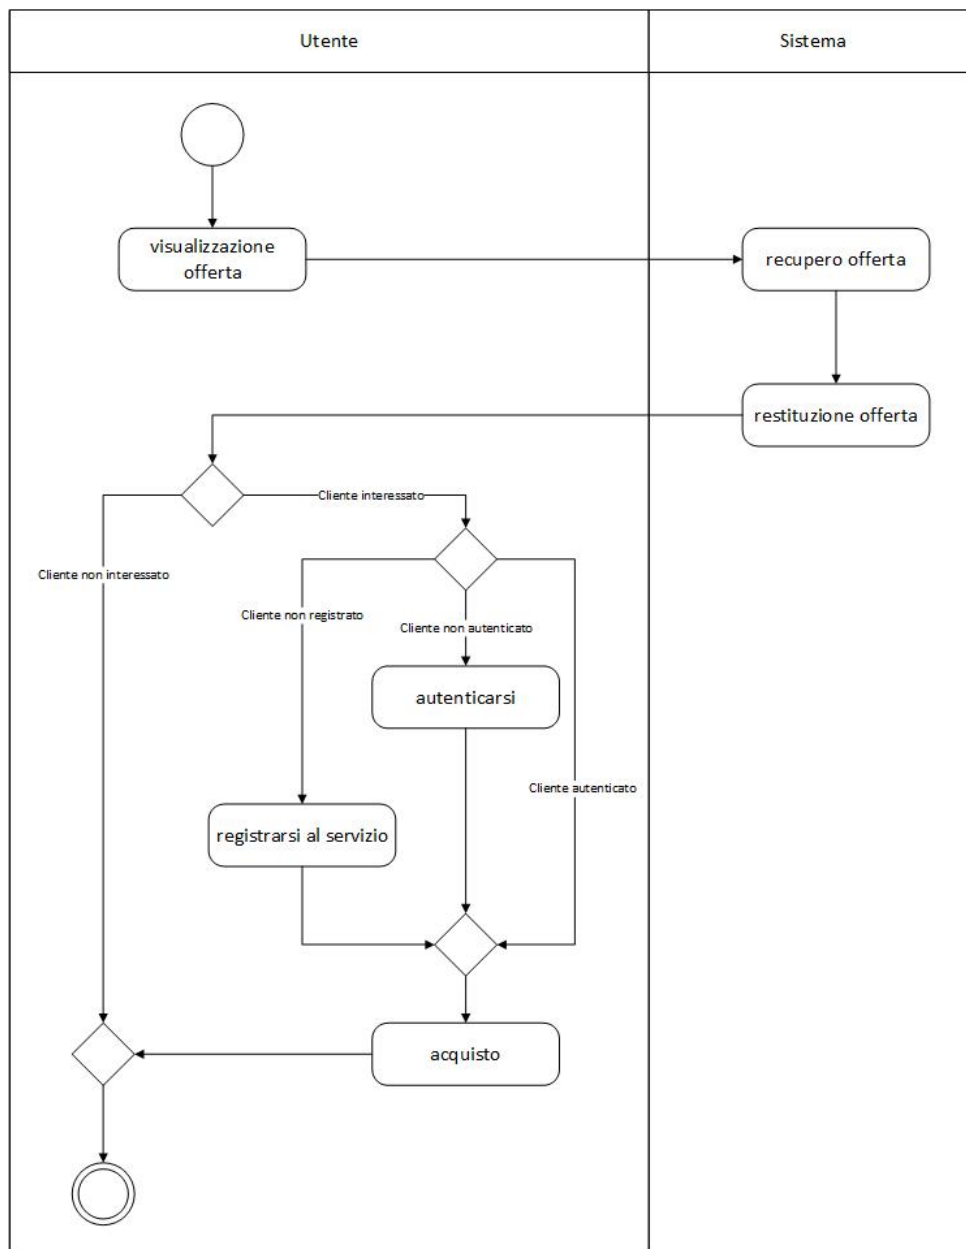 Utente
Sistema
visualizzazione
offerta
recupero offerta
restituzione offerta
Cliente interessato
Cliente non interessato
Cliente non registrato
Cliente non autenticato
autenticarsi
Cliente autenticato
registrarsi al servizio
acquisto